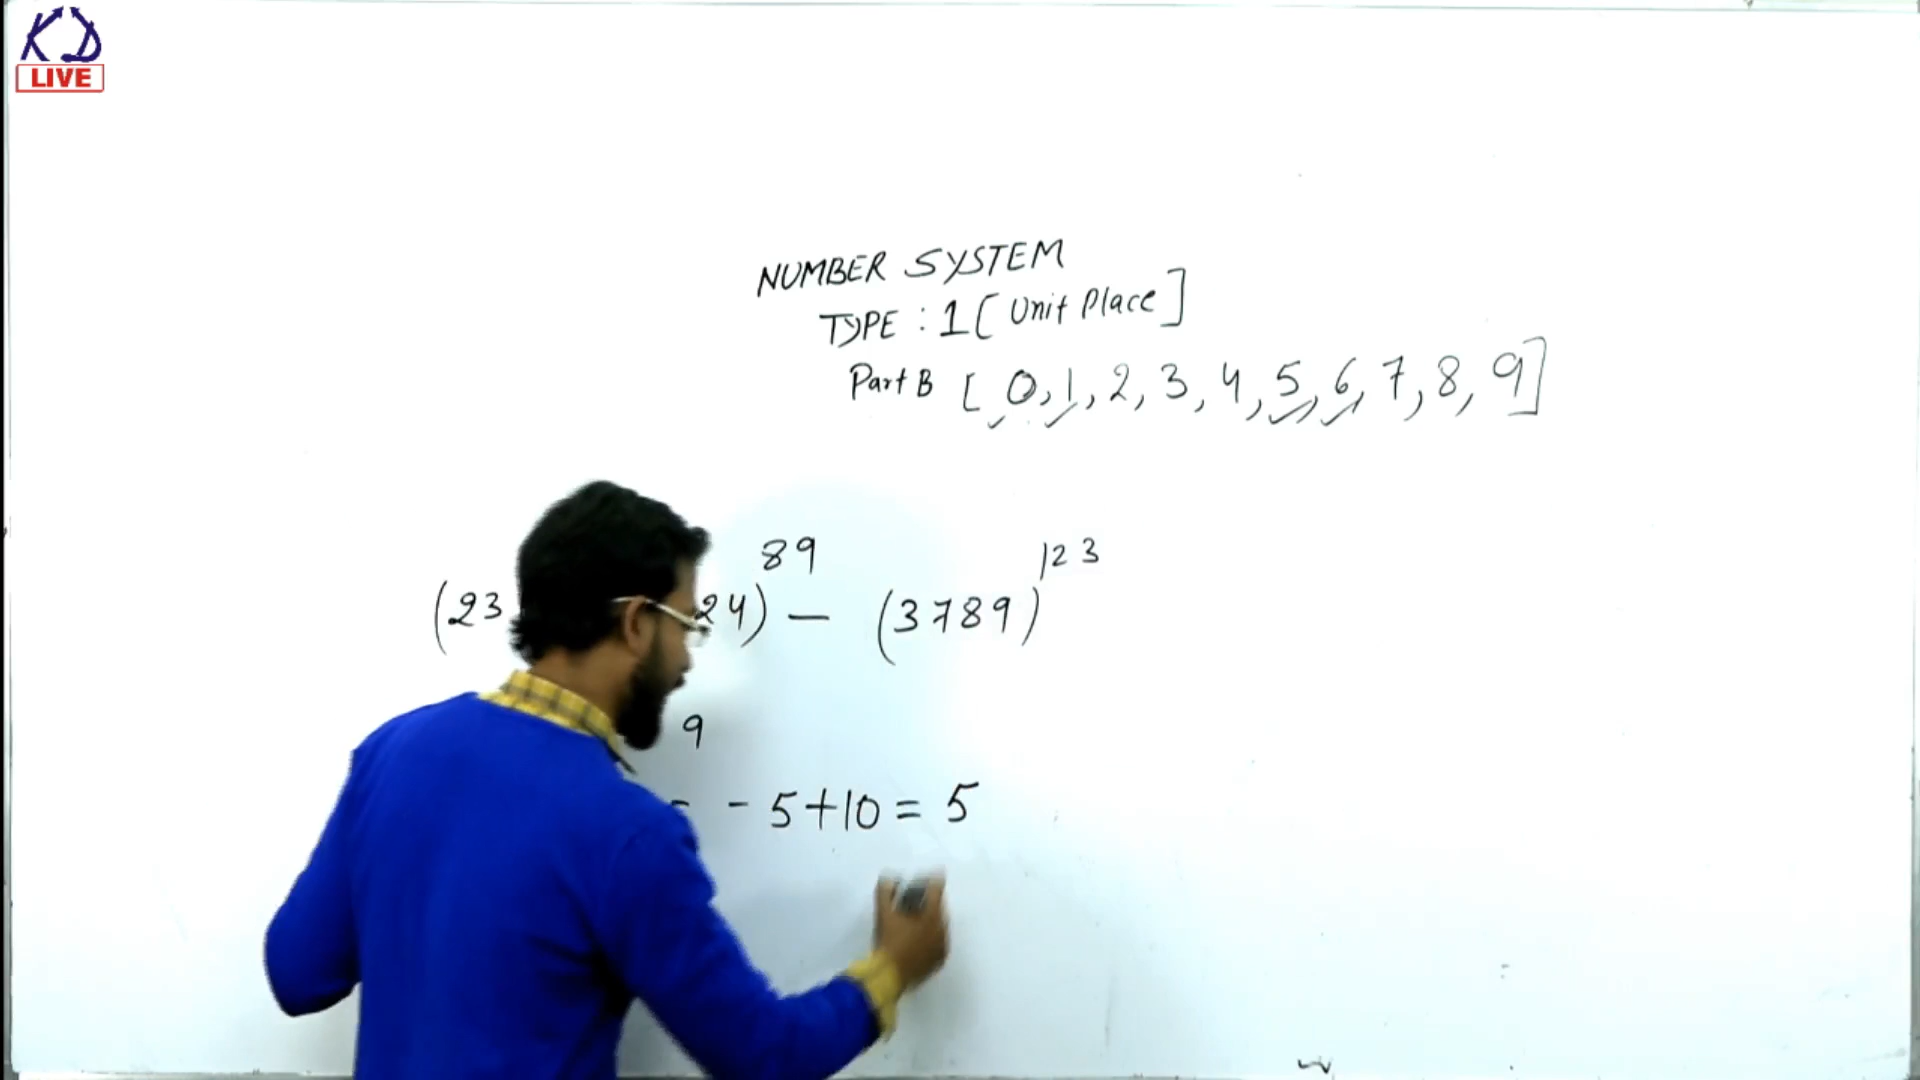 KD
LIVE
NUMBER SYSTEM
TYPE : 1 [ Unit Place ]
Part B [ 0, 1, 2, 3, 4, 5, 6, 7, 8, 9 ]
(23 24)^89 — (3789)^123
9
- 5 + 10 = 5